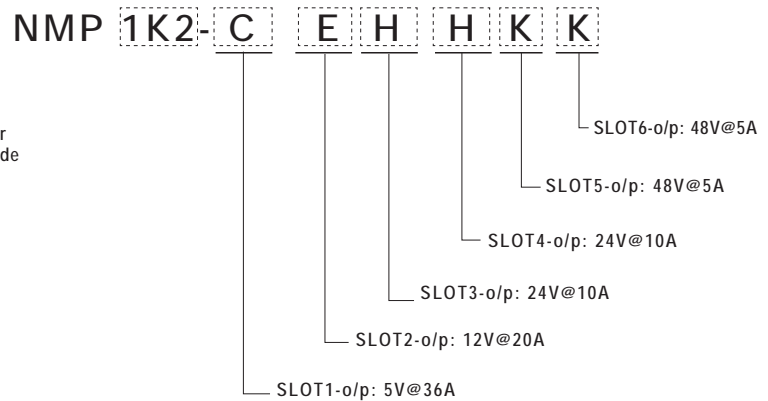 NMP 1K2-C E H H K K
r
de
SLOT6-o/p: 48V@5A
SLOT5-o/p: 48V@5A
SLOT4-o/p: 24V@10A
SLOT3-o/p: 24V@10A
SLOT2-o/p: 12V@20A
SLOT1-o/p: 5V@36A